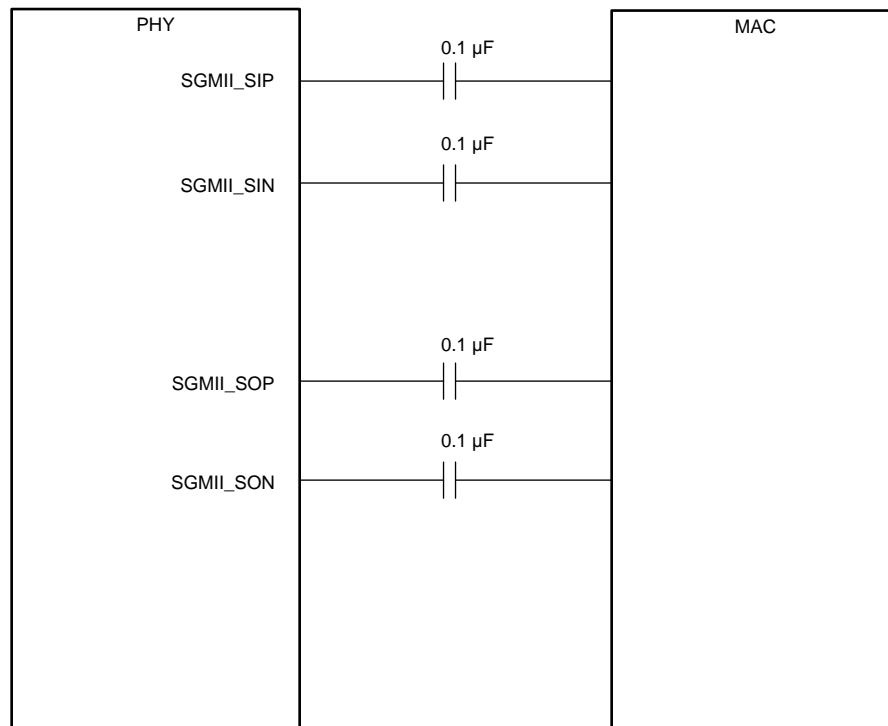 PHY
MAC
0.1 µF
SGMII_SIP
0.1 µF
SGMII_SIN
0.1 µF
SGMII_SOP
0.1 µF
SGMII_SON